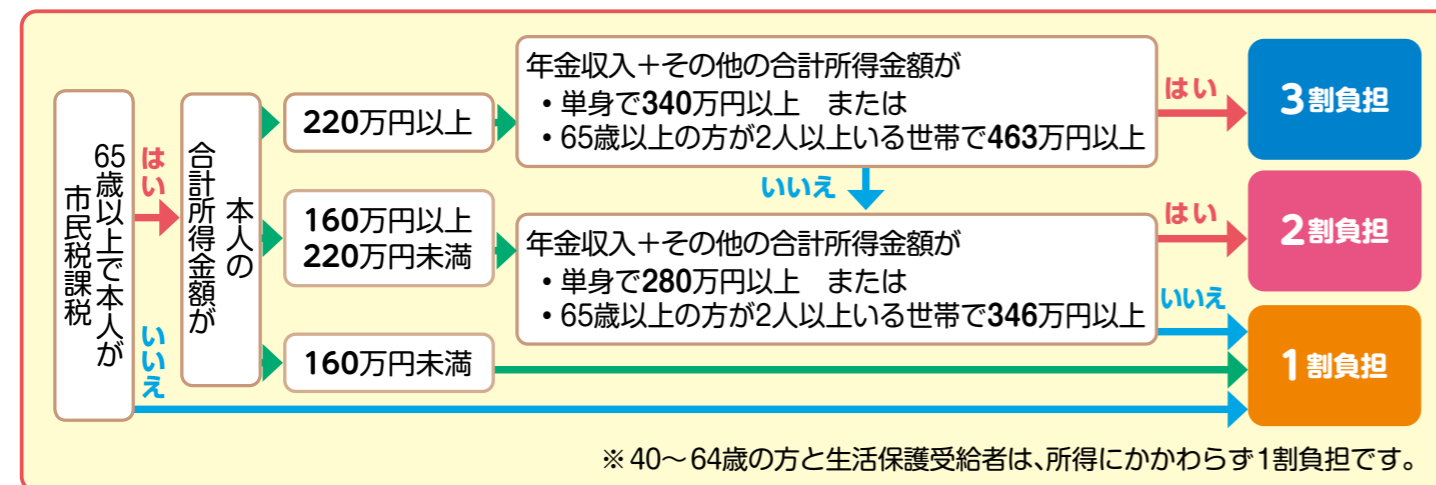 65歳以上で本人が
市民税課税
はい
いいえ
本人の
合計所得金額が
220万円以上
年金収入＋その他の合計所得金額が
・単身で340万円以上　または
・65歳以上の方が2人以上いる世帯で463万円以上
はい
3割負担
いいえ
160万円以上
220万円未満
年金収入＋その他の合計所得金額が
・単身で280万円以上　または
・65歳以上の方が2人以上いる世帯で346万円以上
はい
2割負担
いいえ
160万円未満
1割負担
※40～64歳の方と生活保護受給者は、所得にかかわらず1割負担です。